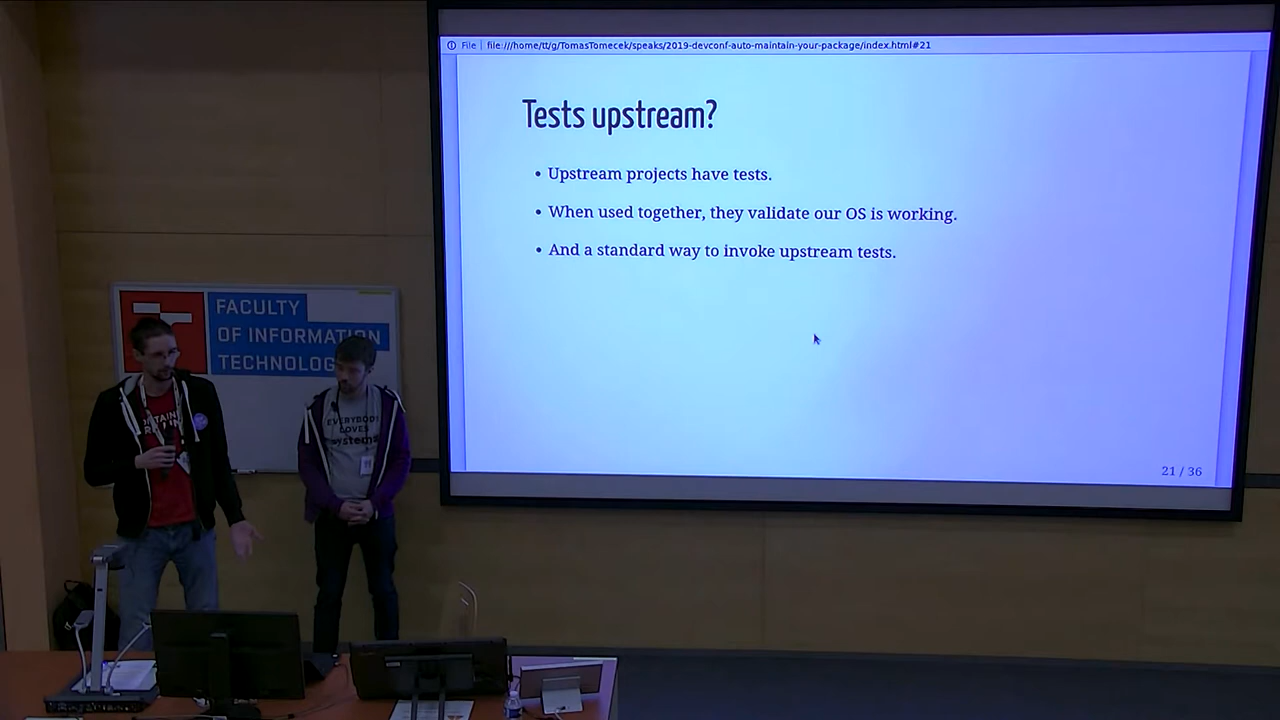 File file:///home/tt/g/TomasTomecek/speaks/2019-devconf-auto-maintain-your-package/index.html#21
Tests upstream?
• Upstream projects have tests.
• When used together, they validate our OS is working.
• And a standard way to invoke upstream tests.
21 / 36
FACULTY
OF INFORMATION
TECHNOLOG
EVERYBODY
LOVES
systemd